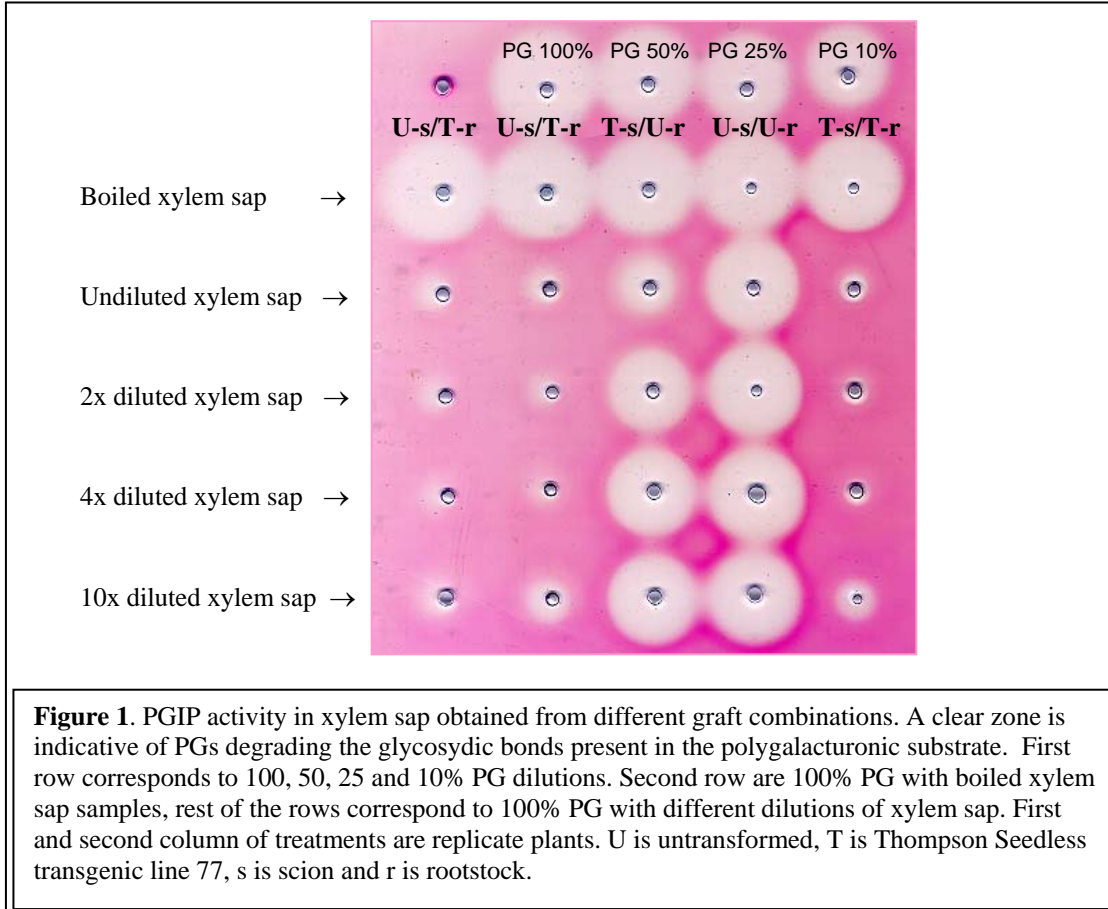 PG 100% PG 50% PG 25% PG 10%
U-s/T-r U-s/T-r T-s/U-r U-s/U-r T-s/T-r
Boiled xylem sap →
Undiluted xylem sap →
2x diluted xylem sap →
4x diluted xylem sap →
10x diluted xylem sap →
Figure 1. PGIP activity in xylem sap obtained from different graft combinations. A clear zone is
indicative of PGs degrading the glycosydic bonds present in the polygalacturonic substrate. First
row corresponds to 100, 50, 25 and 10% PG dilutions. Second row are 100% PG with boiled xylem
sap samples, rest of the rows correspond to 100% PG with different dilutions of xylem sap. First
and second column of treatments are replicate plants. U is untransformed, T is Thompson Seedless
transgenic line 77, s is scion and r is rootstock.